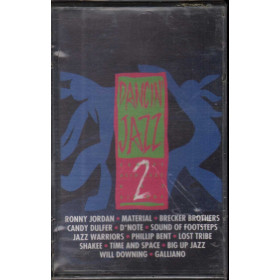 DANCIN'
JAZZ
2
RONNY JORDAN • MATERIAL • BRECKER BROTHERS
CANDY DULFER • D'NOTE • SOUND OF FOOTSTEPS
JAZZ WARRIORS • PHILLIP BENT • LOST TRIBE
SHAKEE • TIME AND SPACE • BIG UP JAZZ
WILL DOWNING • GALLIANO